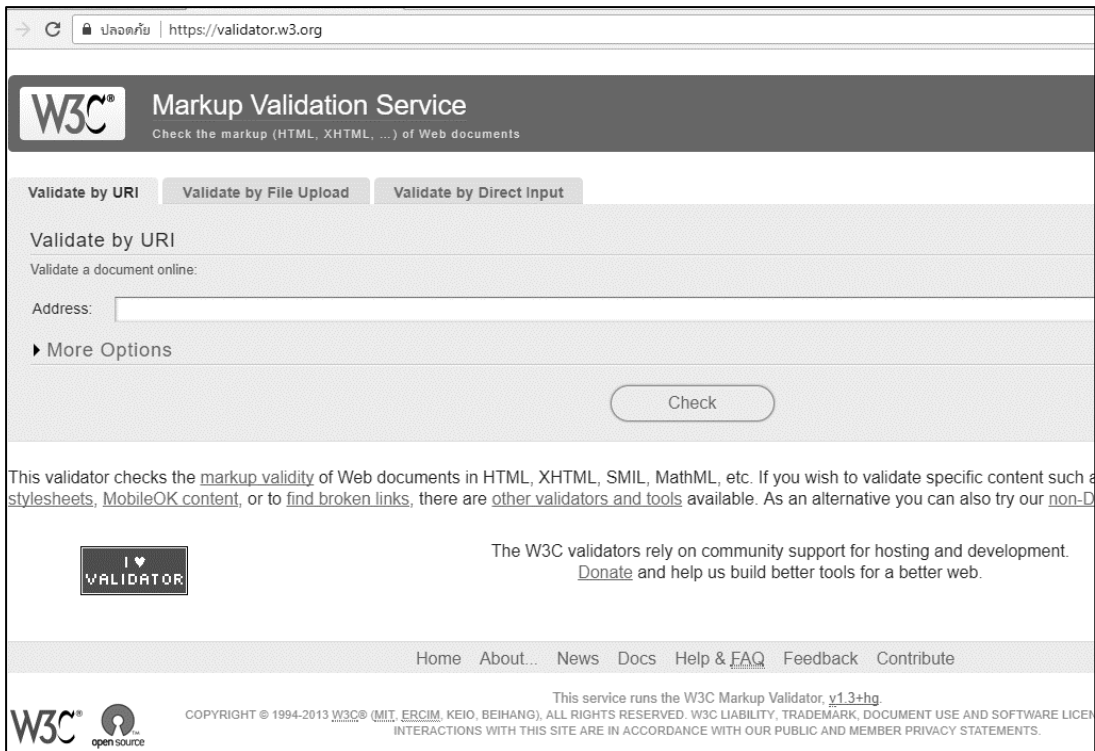 ปลอดภัย | https://validator.w3.org
W3C® Markup Validation Service
Check the markup (HTML, XHTML, …) of Web documents
Validate by URI Validate by File Upload Validate by Direct Input
Validate by URI
Validate a document online:
Address:
More Options
Check
This validator checks the markup validity of Web documents in HTML, XHTML, SMIL, MathML, etc. If you wish to validate specific content such a
stylesheets, MobileOK content, or to find broken links, there are other validators and tools available. As an alternative you can also try our non-D
I ♥
VALIDATOR
The W3C validators rely on community support for hosting and development.
Donate and help us build better tools for a better web.
Home About... News Docs Help & FAQ Feedback Contribute
This service runs the W3C Markup Validator, v1.3+hg.
W3C® open source COPYRIGHT © 1994-2013 W3C® (MIT, ERCIM, KEIO, BEIHANG), ALL RIGHTS RESERVED. W3C LIABILITY, TRADEMARK, DOCUMENT USE AND SOFTWARE LICEN
INTERACTIONS WITH THIS SITE ARE IN ACCORDANCE WITH OUR PUBLIC AND MEMBER PRIVACY STATEMENTS.